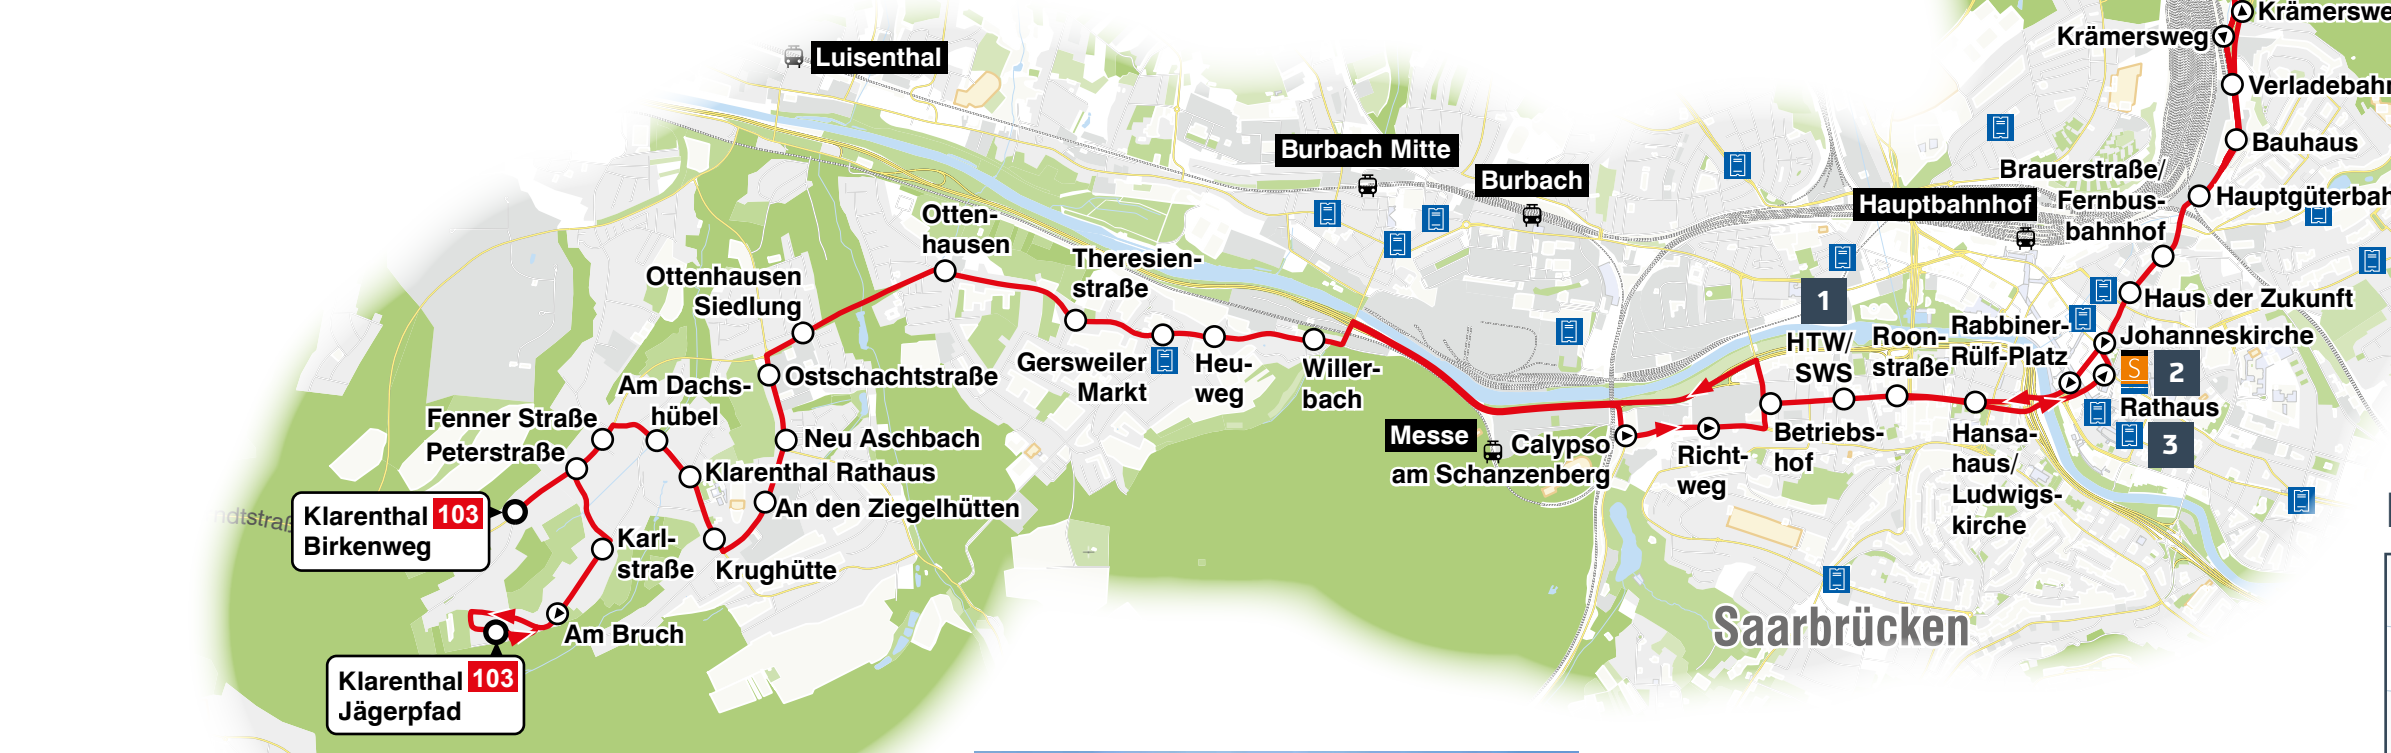 Krämerswe
Krämersweg
Luisenthal
Verladebahn
Burbach Mitte
Bauhaus
Burbach
Brauerstraße/
Fernbus-
bahnhof
Hauptbahnhof
Hauptgüterbah
Otten-
hausen
Theresien-
straße
Ottenhausen
Siedlung
1
Haus der Zukunft
Rabbiner-
Rülf-Platz
Johanneskirche
HTW/
SWS
Roon-
straße
Gersweiler
Markt
Heu-
weg
Willer-
bach
S
2
Ostschachtstraße
Am Dachs-
hübel
Fenner Straße
Peterstraße
Rathaus
3
Neu Aschbach
Messe
Calypso
am Schanzenberg
Richt-
weg
Betriebs-
hof
Hansa-
haus/
Ludwigs-
kirche
Klarenthal Rathaus
An den Ziegelhütten
Klarenthal 103
Birkenweg
ndtstraß
Karl-
straße
Krughütte
Am Bruch
Saarbrücken
Klarenthal 103
Jägerpfad